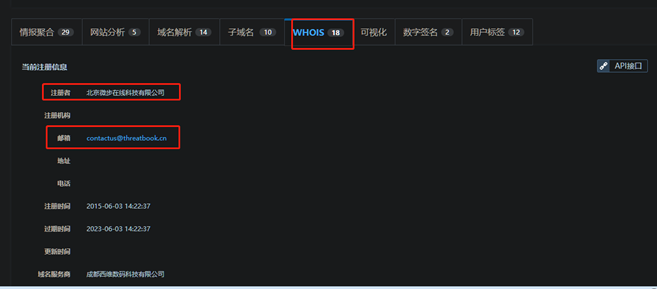 情报聚合 29 网站分析 5 域名解析 14 子域名 10 WHOIS 18 可视化 数字签名 2 用户标签 12
当前注册信息 API接口
注册者 北京微步在线科技有限公司
注册机构
邮箱 contactus@threatbook.cn
地址
电话
注册时间 2015-06-03 14:22:37
过期时间 2023-06-03 14:22:37
更新时间
域名服务商 成都西维数码科技有限公司